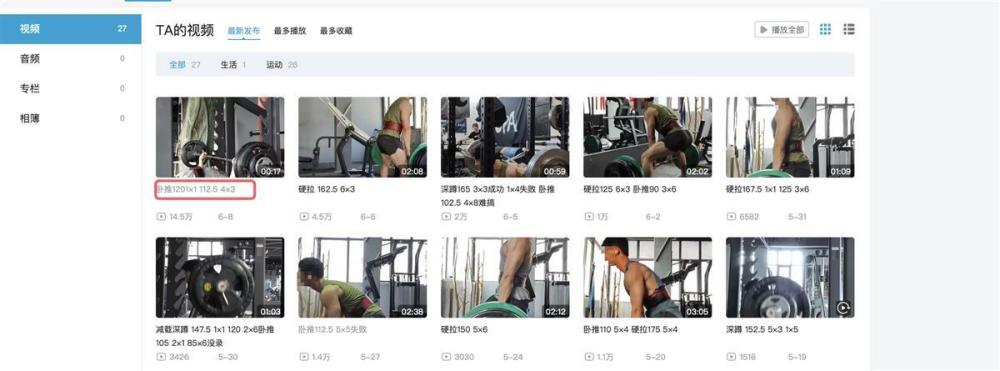 视频 27
音频 0
专栏 0
相簿 0
TA的视频 最新发布 最多播放 最多收藏 播放全部
全部 27 生活 1 运动 26
00:17 02:08 00:59 02:02 01:09
卧推1201×1 112.5 4×3
14.5万 6-8
硬拉 162.5 6×3
4.5万 6-6
深蹲165 3×3成功 1×4失败 卧推
102.5 4×8难搞
2万 6-5
硬拉125 6×3 卧推90 3×6
1万 6-2
硬拉167.5 1×1 125 3×6
6582 5-31
01:03 02:38 02:12 03:05
减载深蹲 147.5 1×1 120 2×6卧推
105 2×1 85×6没录
3426 5-30
卧推112.5 5×5失败
1.4万 5-27
硬拉150 5×6
3030 5-24
卧推110 5×4 硬拉175 5×4
1.1万 5-20
深蹲 152.5 5×3 1×5
1516 5-19